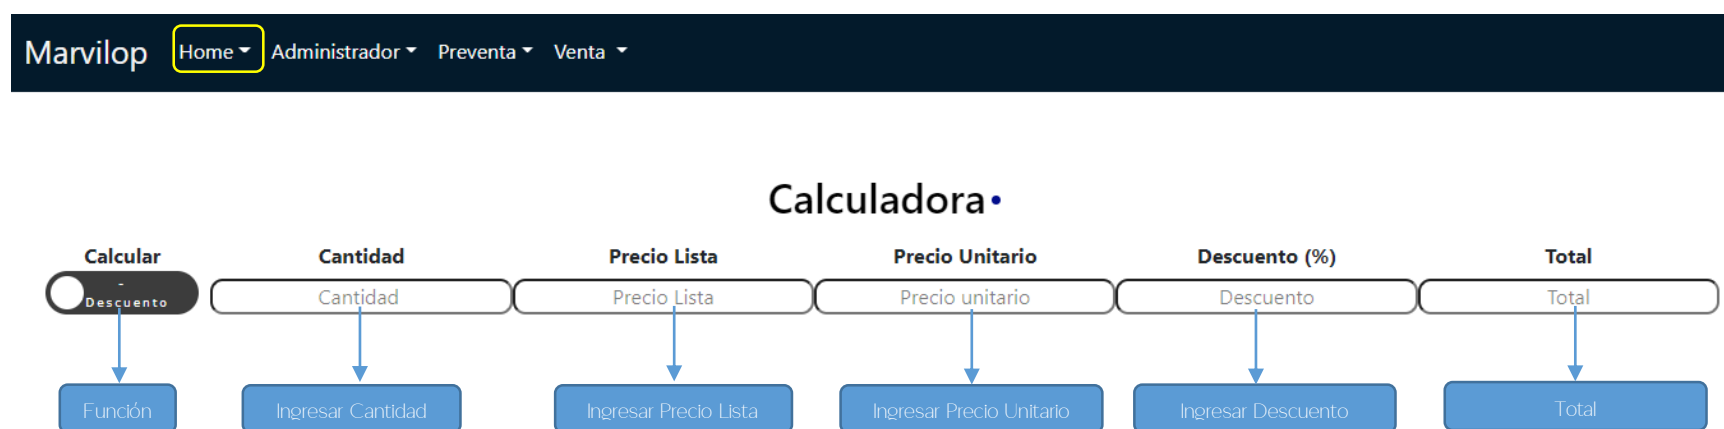 Marvilop Home Administrador Preventa Venta
Calculadora•
Calcular Cantidad Precio Lista Precio Unitario Descuento (%) Total
- Descuento Cantidad Precio Lista Precio unitario Descuento Total
Función Ingresar Cantidad Ingresar Precio Lista Ingresar Precio Unitario Ingresar Descuento Total